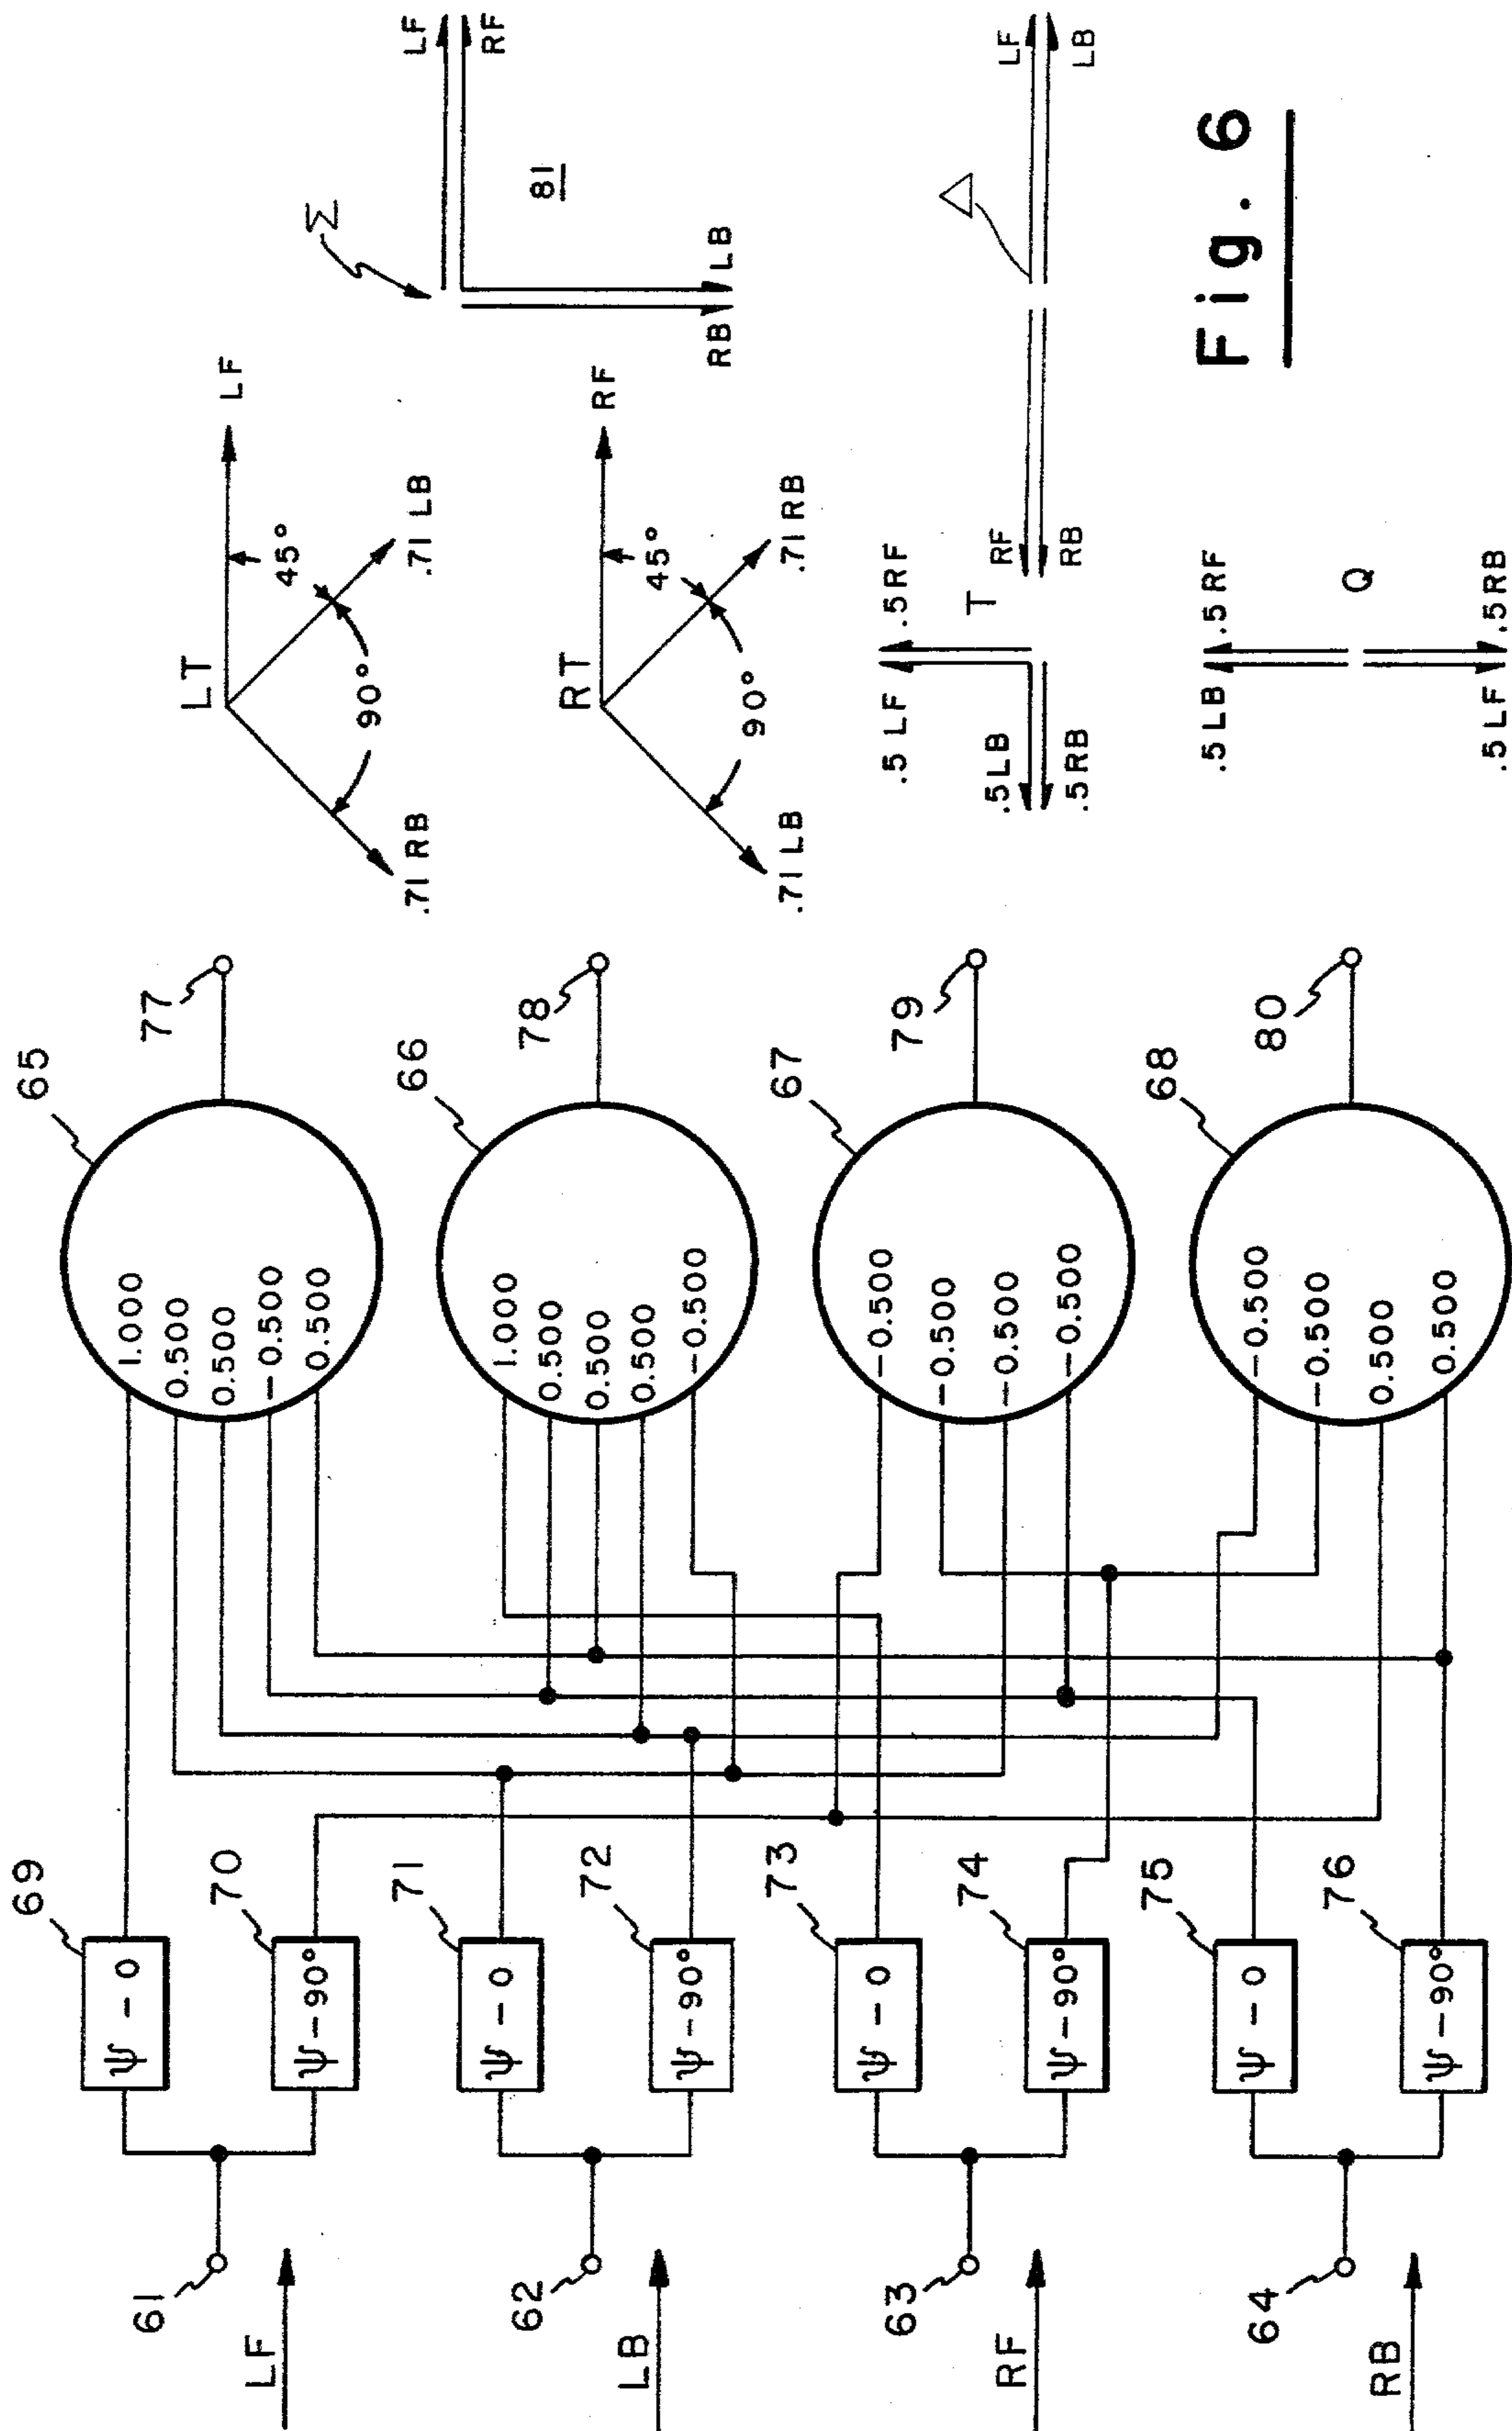 61
LF
62
LB
63
RF
64
RB
69
ψ – 0
70
ψ – 90°
71
ψ – 0
72
ψ – 90°
73
ψ – 0
74
ψ – 90°
75
ψ – 0
76
ψ – 90°
65
1.000
0.500
0.500
–0.500
0.500
77
66
1.000
0.500
0.500
0.500
–0.500
78
67
–0.500
–0.500
–0.500
–0.500
79
68
–0.500
–0.500
0.500
0.500
80
LT
LF
45°
90°
.71 LB
.71 RB
RT
RF
45°
90°
.71 RB
.71 LB
Σ
LF
RF
RB
LB
81
T
.5 LF
.5 RF
.5 LB
.5 RB
Δ
LF
LB
RF
RB
Q
.5 LB
.5 RF
.5 LF
.5 RB
Fig. 6